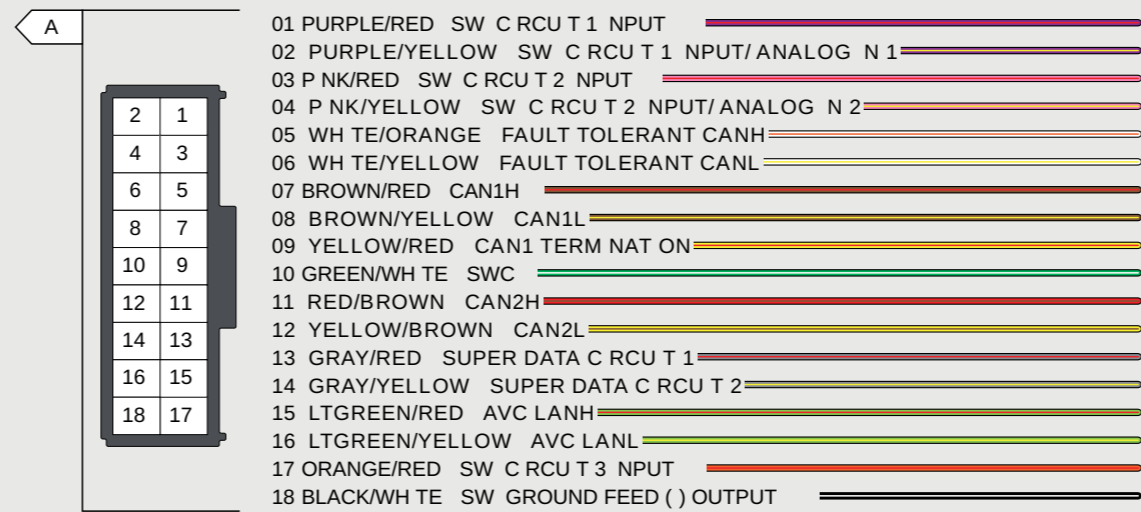 A
01 PURPLE/RED SW C RCU T 1 NPUT
02 PURPLE/YELLOW SW C RCU T 1 NPUT/ ANALOG N 1
03 P NK/RED SW C RCU T 2 NPUT
04 P NK/YELLOW SW C RCU T 2 NPUT/ ANALOG N 2
05 WH TE/ORANGE FAULT TOLERANT CANH
06 WH TE/YELLOW FAULT TOLERANT CANL
07 BROWN/RED CAN1H
08 BROWN/YELLOW CAN1L
09 YELLOW/RED CAN1 TERM NAT ON
10 GREEN/WH TE SWC
11 RED/BROWN CAN2H
12 YELLOW/BROWN CAN2L
13 GRAY/RED SUPER DATA C RCU T 1
14 GRAY/YELLOW SUPER DATA C RCU T 2
15 LTGREEN/RED AVC LANH
16 LTGREEN/YELLOW AVC LANL
17 ORANGE/RED SW C RCU T 3 NPUT
18 BLACK/WH TE SW GROUND FEED ( ) OUTPUT
2 1
4 3
6 5
8 7
10 9
12 11
14 13
16 15
18 17